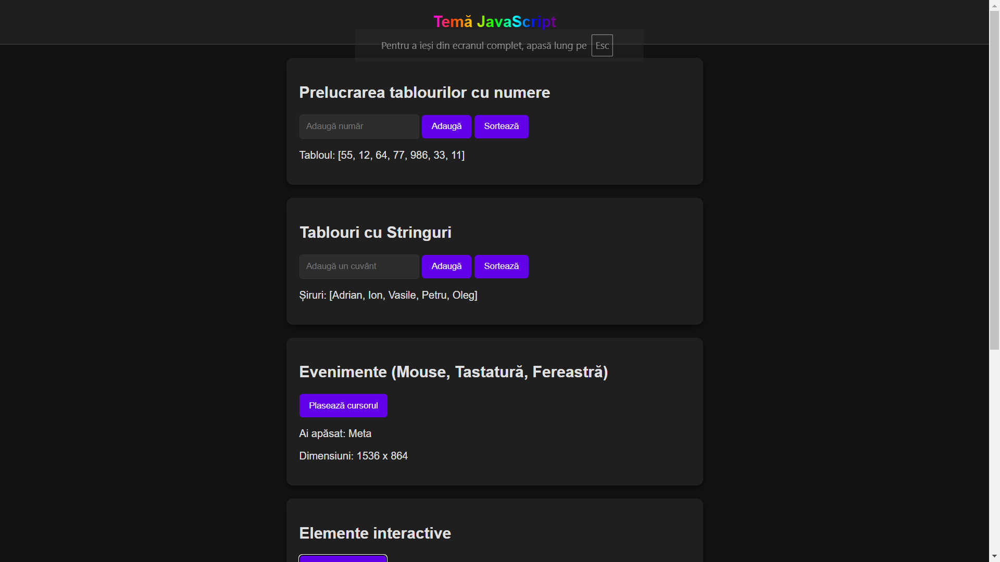 Temă JavaScript
Pentru a ieși din ecranul complet, apasă lung pe Esc
Prelucrarea tablourilor cu numere
Adaugă număr Adaugă Sortează
Tabloul: [55, 12, 64, 77, 986, 33, 11]
Tablouri cu Stringuri
Adaugă un cuvânt Adaugă Sortează
Șiruri: [Adrian, Ion, Vasile, Petru, Oleg]
Evenimente (Mouse, Tastatură, Fereastră)
Plasează cursorul
Ai apăsat: Meta
Dimensiuni: 1536 x 864
Elemente interactive